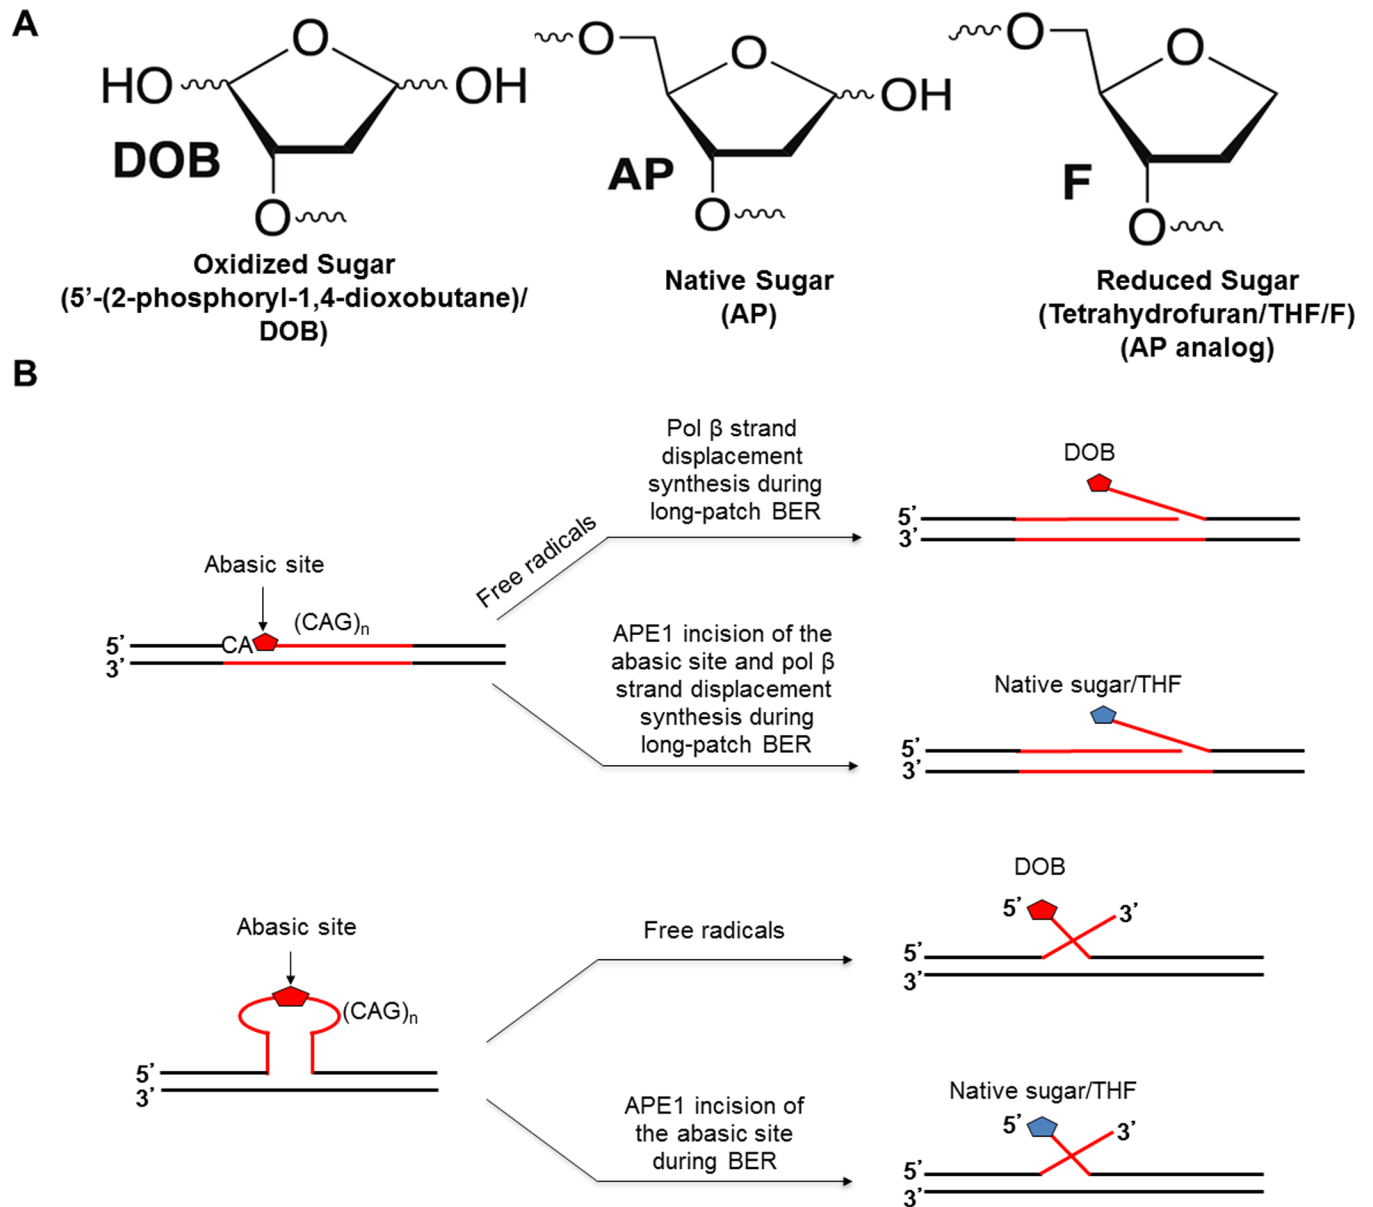 A
O
HO
OH
DOB
O
Oxidized Sugar
(5’-(2-phosphoryl-1,4-dioxobutane)/
DOB)
O
O
OH
AP
O
Native Sugar
(AP)
O
O
F
O
Reduced Sugar
(Tetrahydrofuran/THF/F)
(AP analog)
B
Abasic site
CA
(CAG)n
5’
3’
Free radicals
Pol β strand
displacement
synthesis during
long-patch BER
DOB
5’
3’
APE1 incision of the
abasic site and pol β
strand displacement
synthesis during
long-patch BER
Native sugar/THF
5’
3’
Abasic site
(CAG)n
5’
3’
Free radicals
DOB
5’
3’
5’
3’
APE1 incision of
the abasic site
during BER
Native sugar/THF
5’
3’
5’
3’